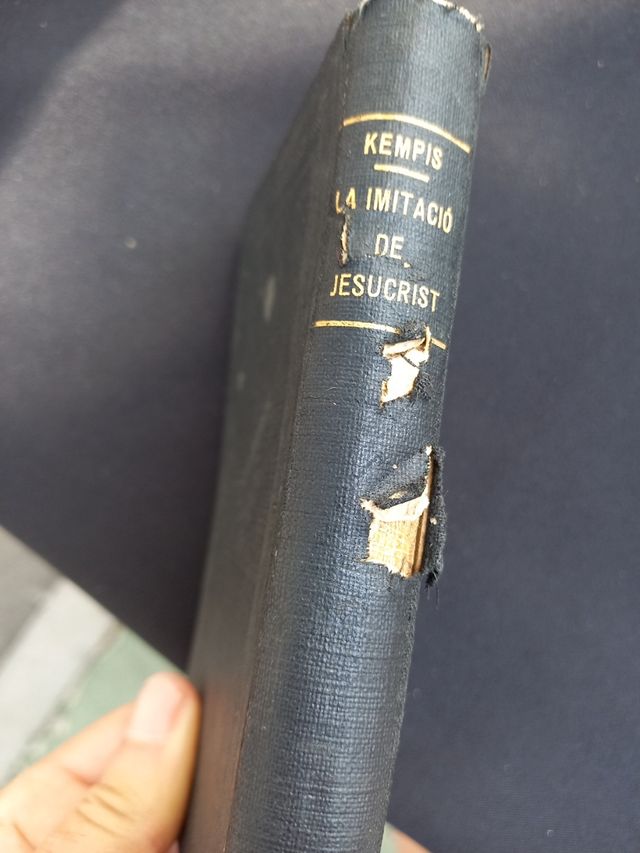 KEMPIS
LA IMITACIÓ
DE
JESUCRIST